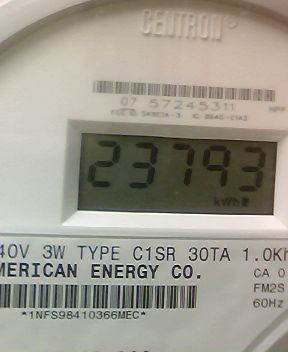 CENTRON
07 57245311
23793
kWh
40V 3W TYPE C1SR 30TA 1.0Kh
MERICAN ENERGY CO.
CA 0
FM2S
60Hz
*1NFS98410366MEC*